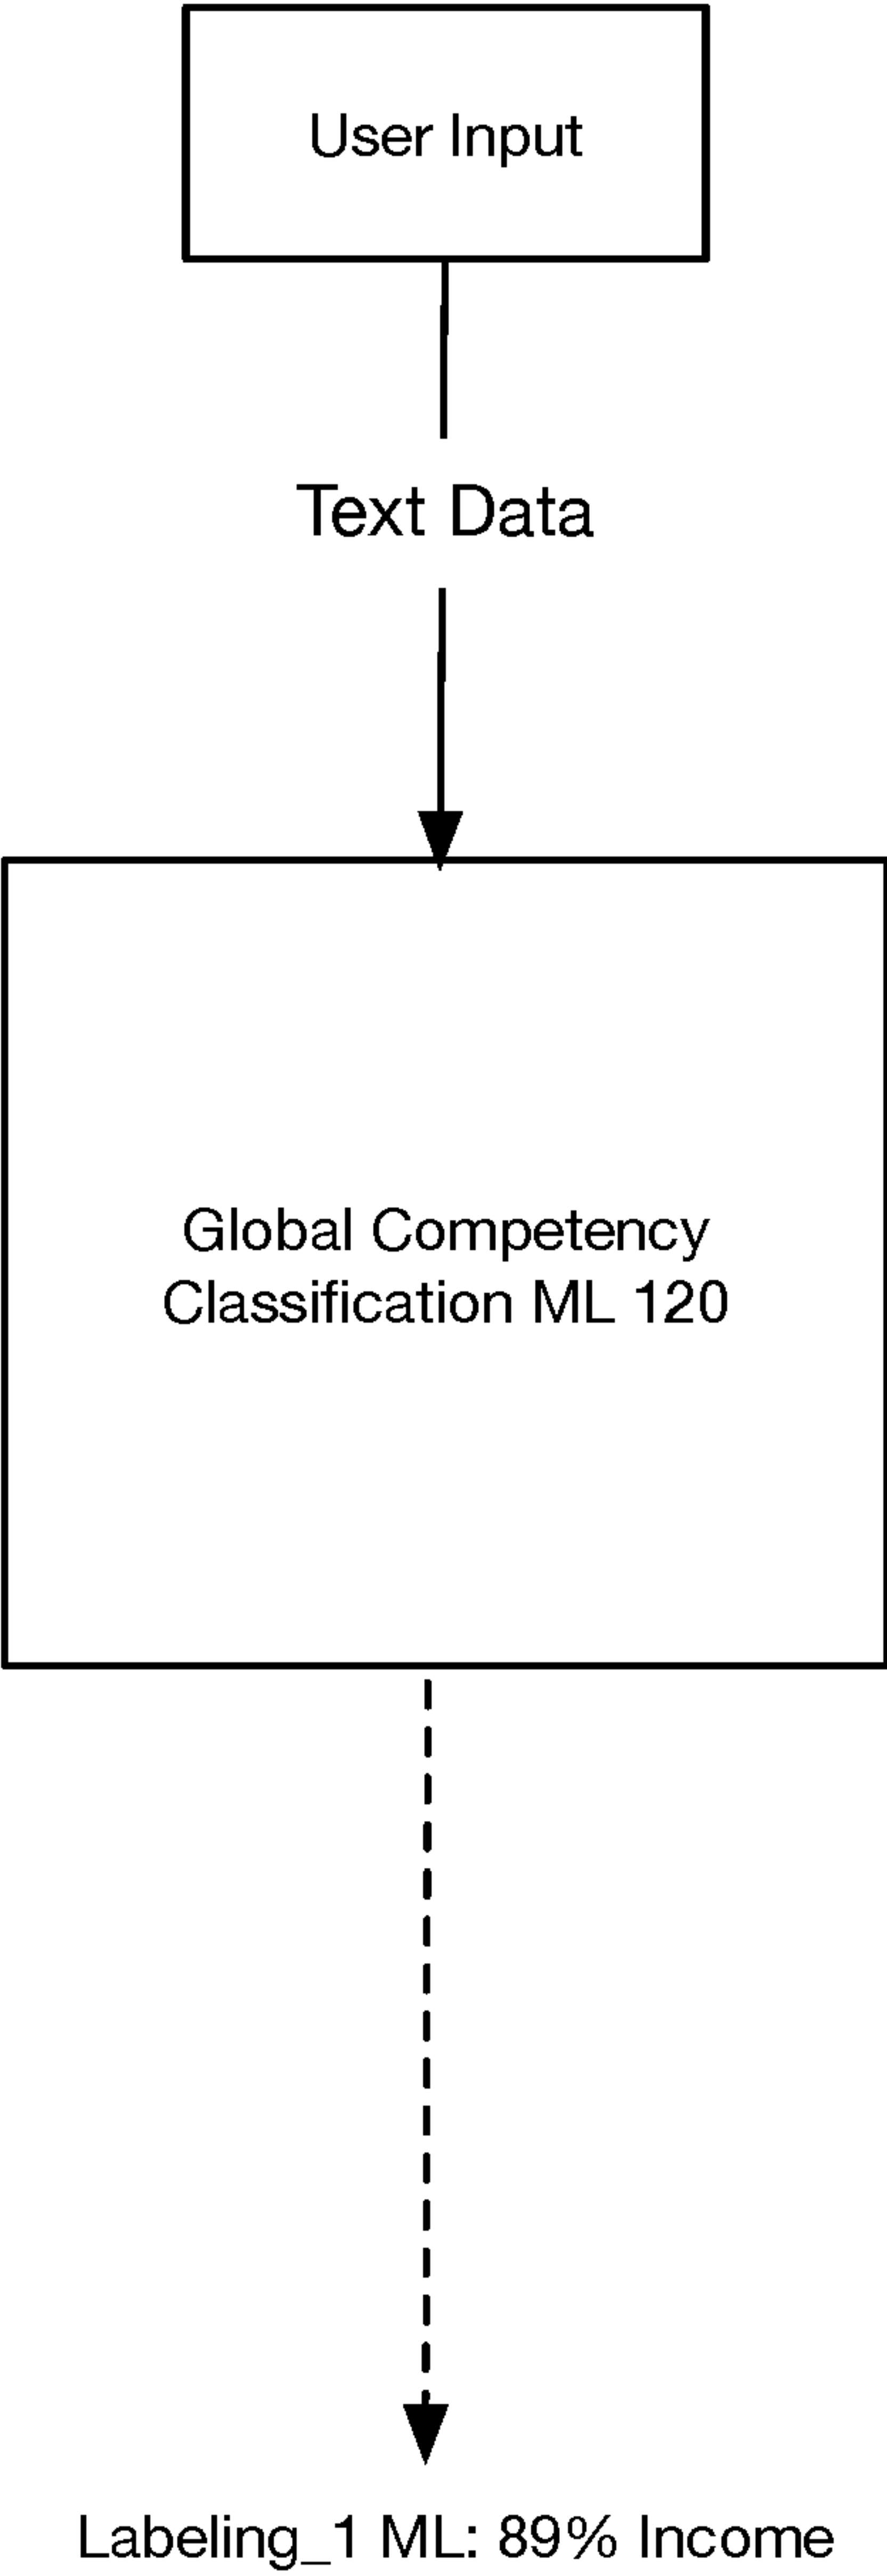 User Input
Text Data
Global Competency
Classification ML 120
Labeling_1 ML: 89% Income